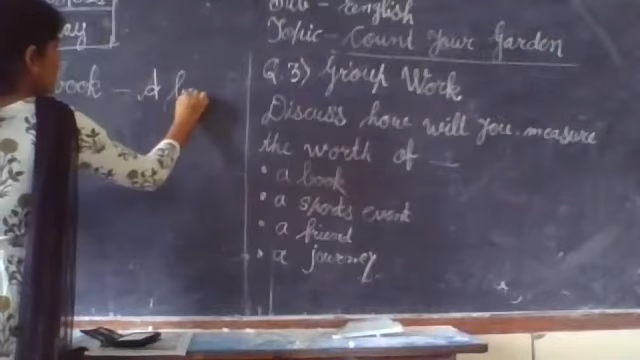 ay
book - A
Sub - English
Topic - Count Your Garden
Q.3) Group Work
Discuss how will you measure
the worth of —
• a book
• a sports event
• a friend
• a journey